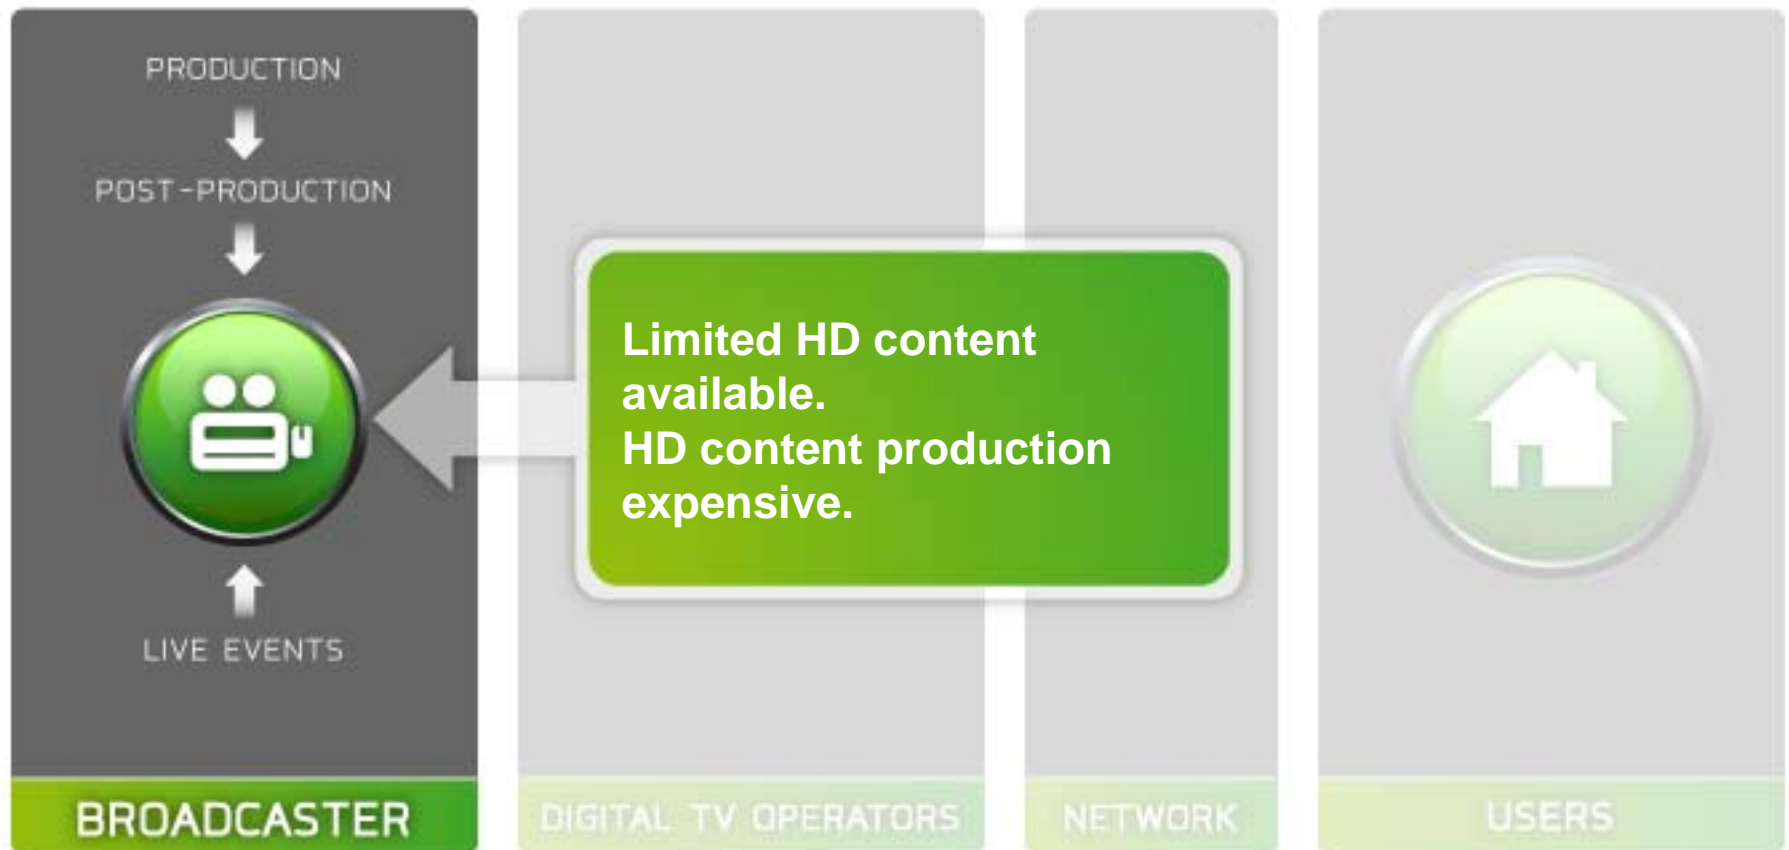 PRODUCTION
POST-PRODUCTION
LIVE EVENTS
BROADCASTER
Limited HD content
available.
HD content production
expensive.
DIGITAL TV OPERATORS
NETWORK
USERS